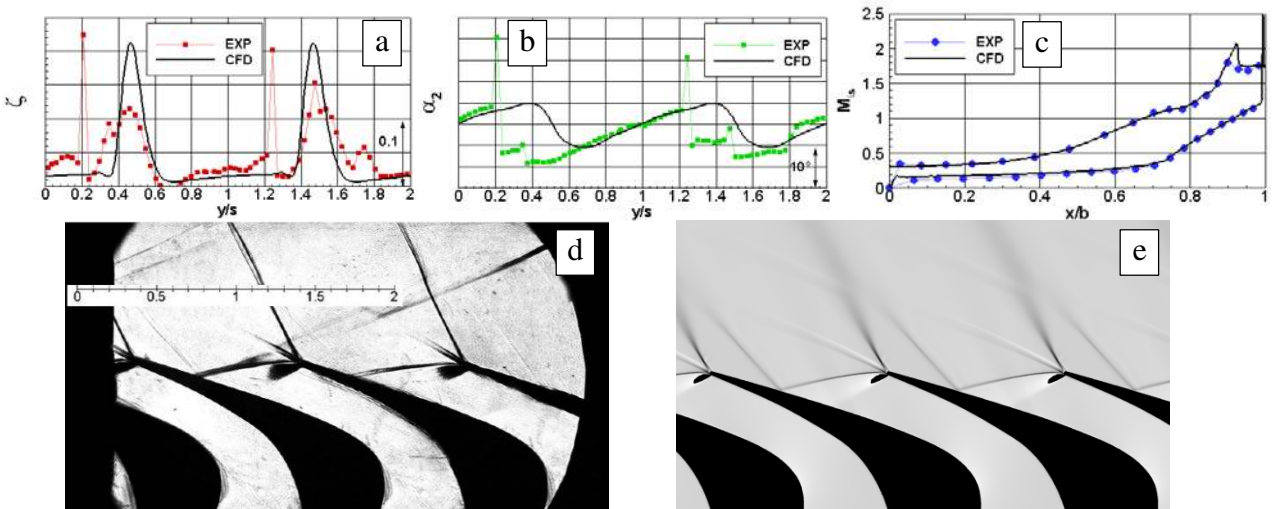 a
EXP
CFD
ζ
0.1
0 0.2 0.4 0.6 0.8 1 1.2 1.4 1.6 1.8 2
y/s
b
EXP
CFD
α2
10°
0 0.2 0.4 0.6 0.8 1 1.2 1.4 1.6 1.8 2
y/s
2.5
2
1.5
1
0.5
0
c
EXP
CFD
Mis
0 0.2 0.4 0.6 0.8 1
x/b
d
0 0.5 1 1.5 2
e